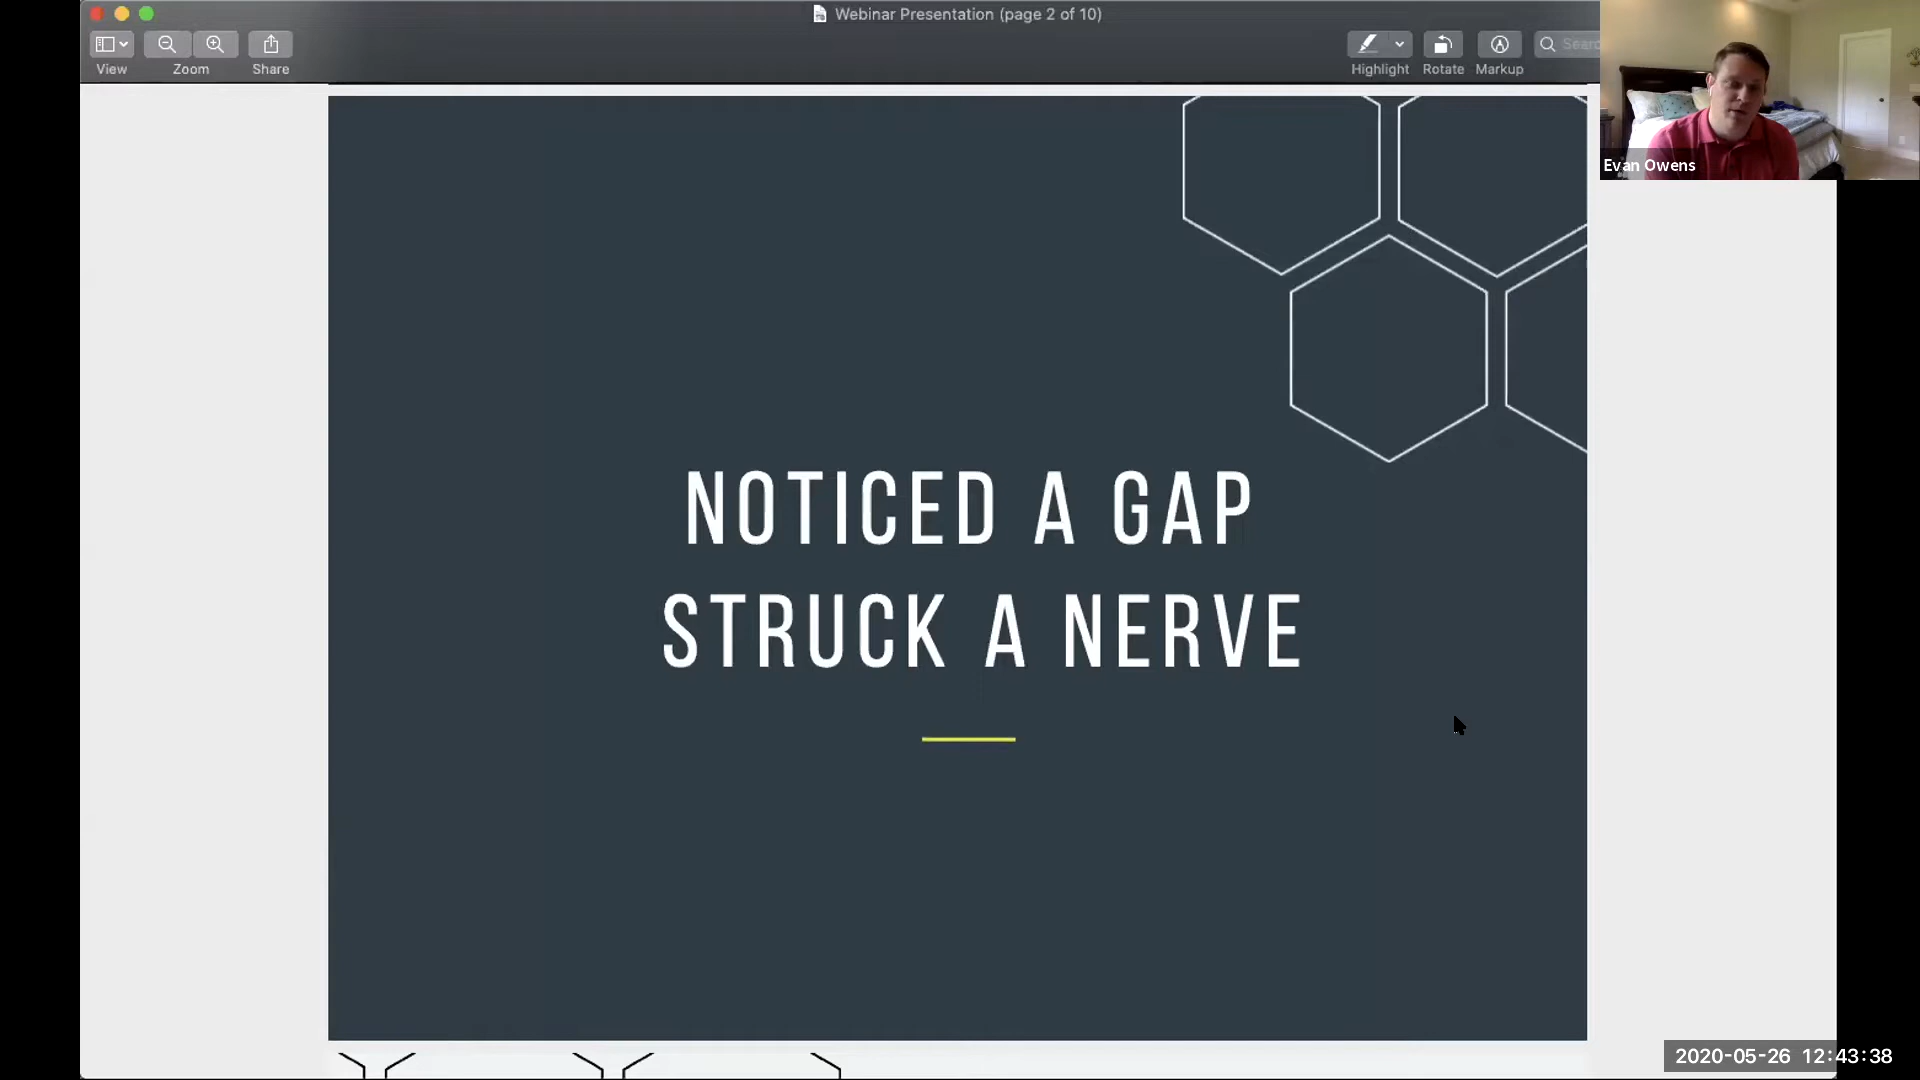 Webinar Presentation (page 2 of 10)
View
Zoom
Share
Highlight
Rotate
Markup
Evan Owens
NOTICED A GAP
STRUCK A NERVE
2020-05-26 12:43:38